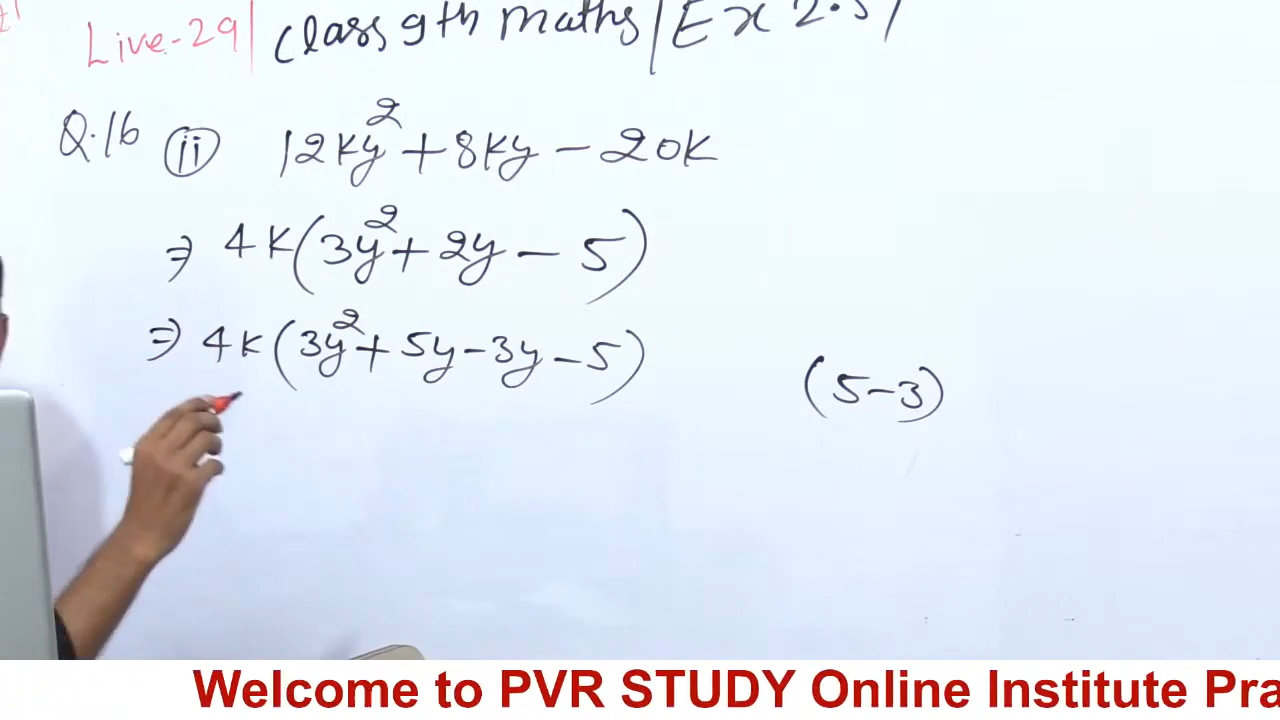 Live-29| Class 9th maths | Ex 2.5 |
Q.16 (ii) 12ky² + 8ky - 20k
⇒ 4k(3y² + 2y - 5)
⇒ 4k(3y² + 5y - 3y - 5)
(5-3)
Welcome to PVR STUDY Online Institute Pra